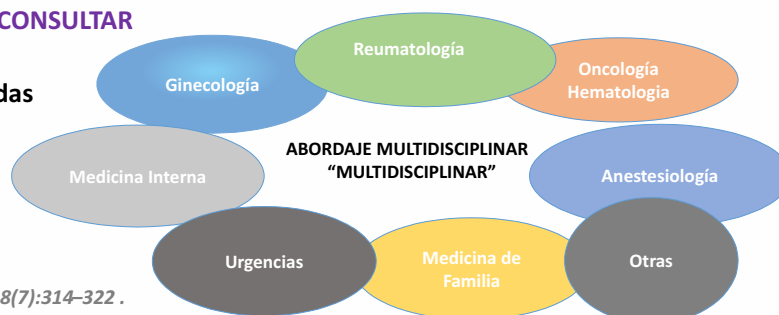 CONSULTAR
Reumatología
Oncología
Hematologia
Ginecología
das
ABORDAJE MULTIDISCIPLINAR
“MULTIDISCIPLINAR”
Medicina Interna
Anestesiología
Urgencias
Medicina de
Familia
Otras
8(7):314–322 .